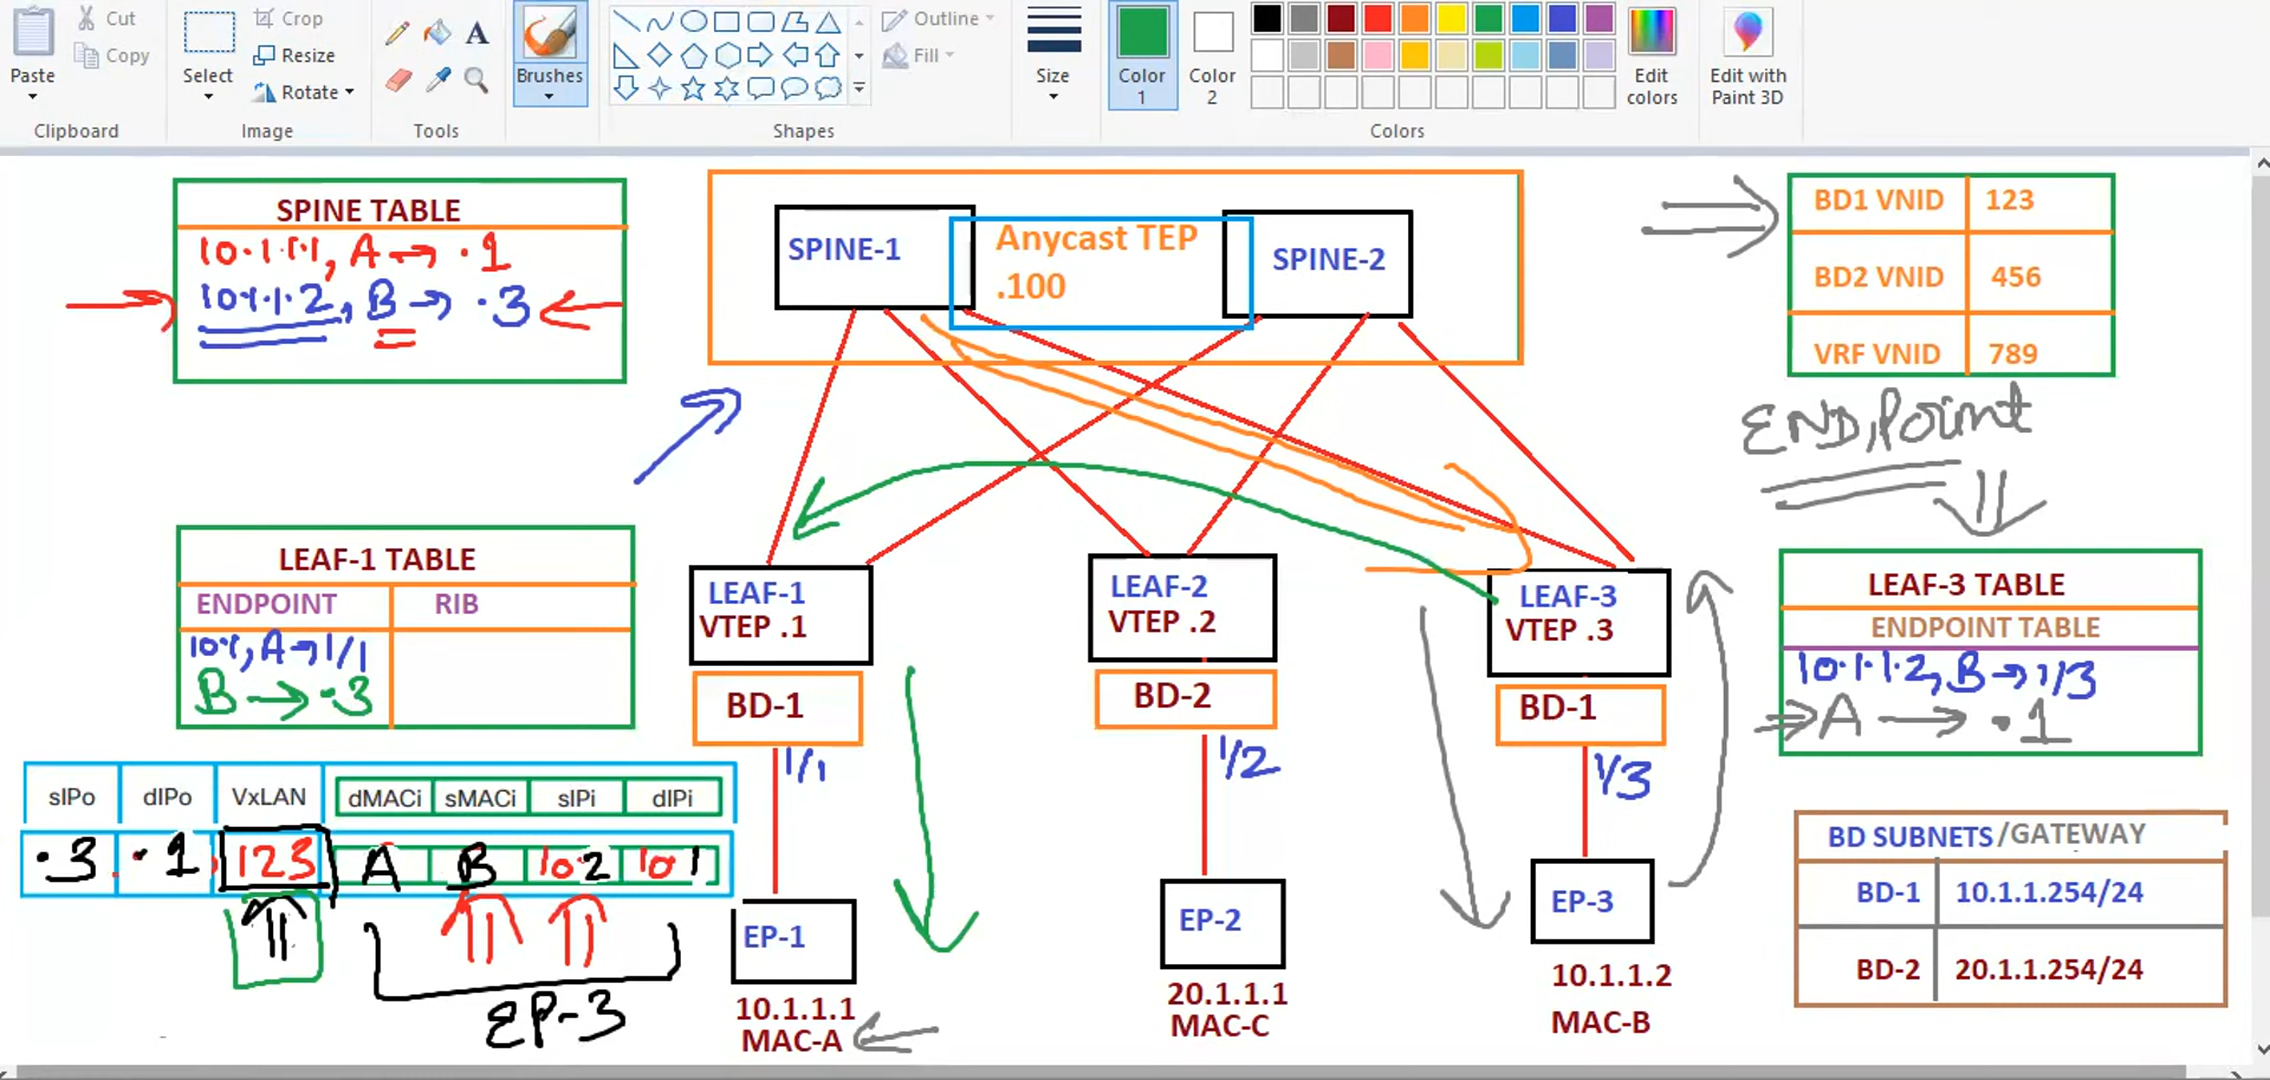 Cut
Copy
Paste
Clipboard
Crop
Resize
Rotate
Select
Image
Tools
Brushes
Outline
Fill
Shapes
Size
Color 1
Color 2
Colors
Edit colors
Edit with Paint 3D
SPINE TABLE
10.1.1.1, A → .1
10.1.1.2, B → .3
SPINE-1
Anycast TEP
.100
SPINE-2
BD1 VNID 123
BD2 VNID 456
VRF VNID 789
END,Point
LEAF-1 TABLE
ENDPOINT RIB
10.1, A → 1/1
B → .3
LEAF-1
VTEP .1
BD-1
1/1
LEAF-2
VTEP .2
BD-2
1/2
LEAF-3
VTEP .3
BD-1
1/3
LEAF-3 TABLE
ENDPOINT TABLE
10.1.1.2, B → 1/3
⇒ A → .1
sIPo dIPo VxLAN dMACi sMACi sIPi dIPi
.3 .1 123 A B 10.2 10.1
EP-3
EP-1
10.1.1.1
MAC-A
EP-2
20.1.1.1
MAC-C
EP-3
10.1.1.2
MAC-B
BD SUBNETS/GATEWAY
BD-1 10.1.1.254/24
BD-2 20.1.1.254/24